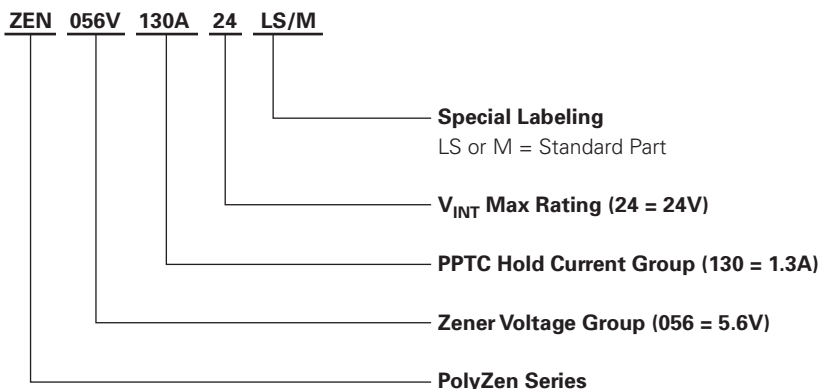 ZEN 056V 130A 24 LS/M
Special Labeling
LS or M = Standard Part
VINT Max Rating (24 = 24V)
PPTC Hold Current Group (130 = 1.3A)
Zener Voltage Group (056 = 5.6V)
PolyZen Series